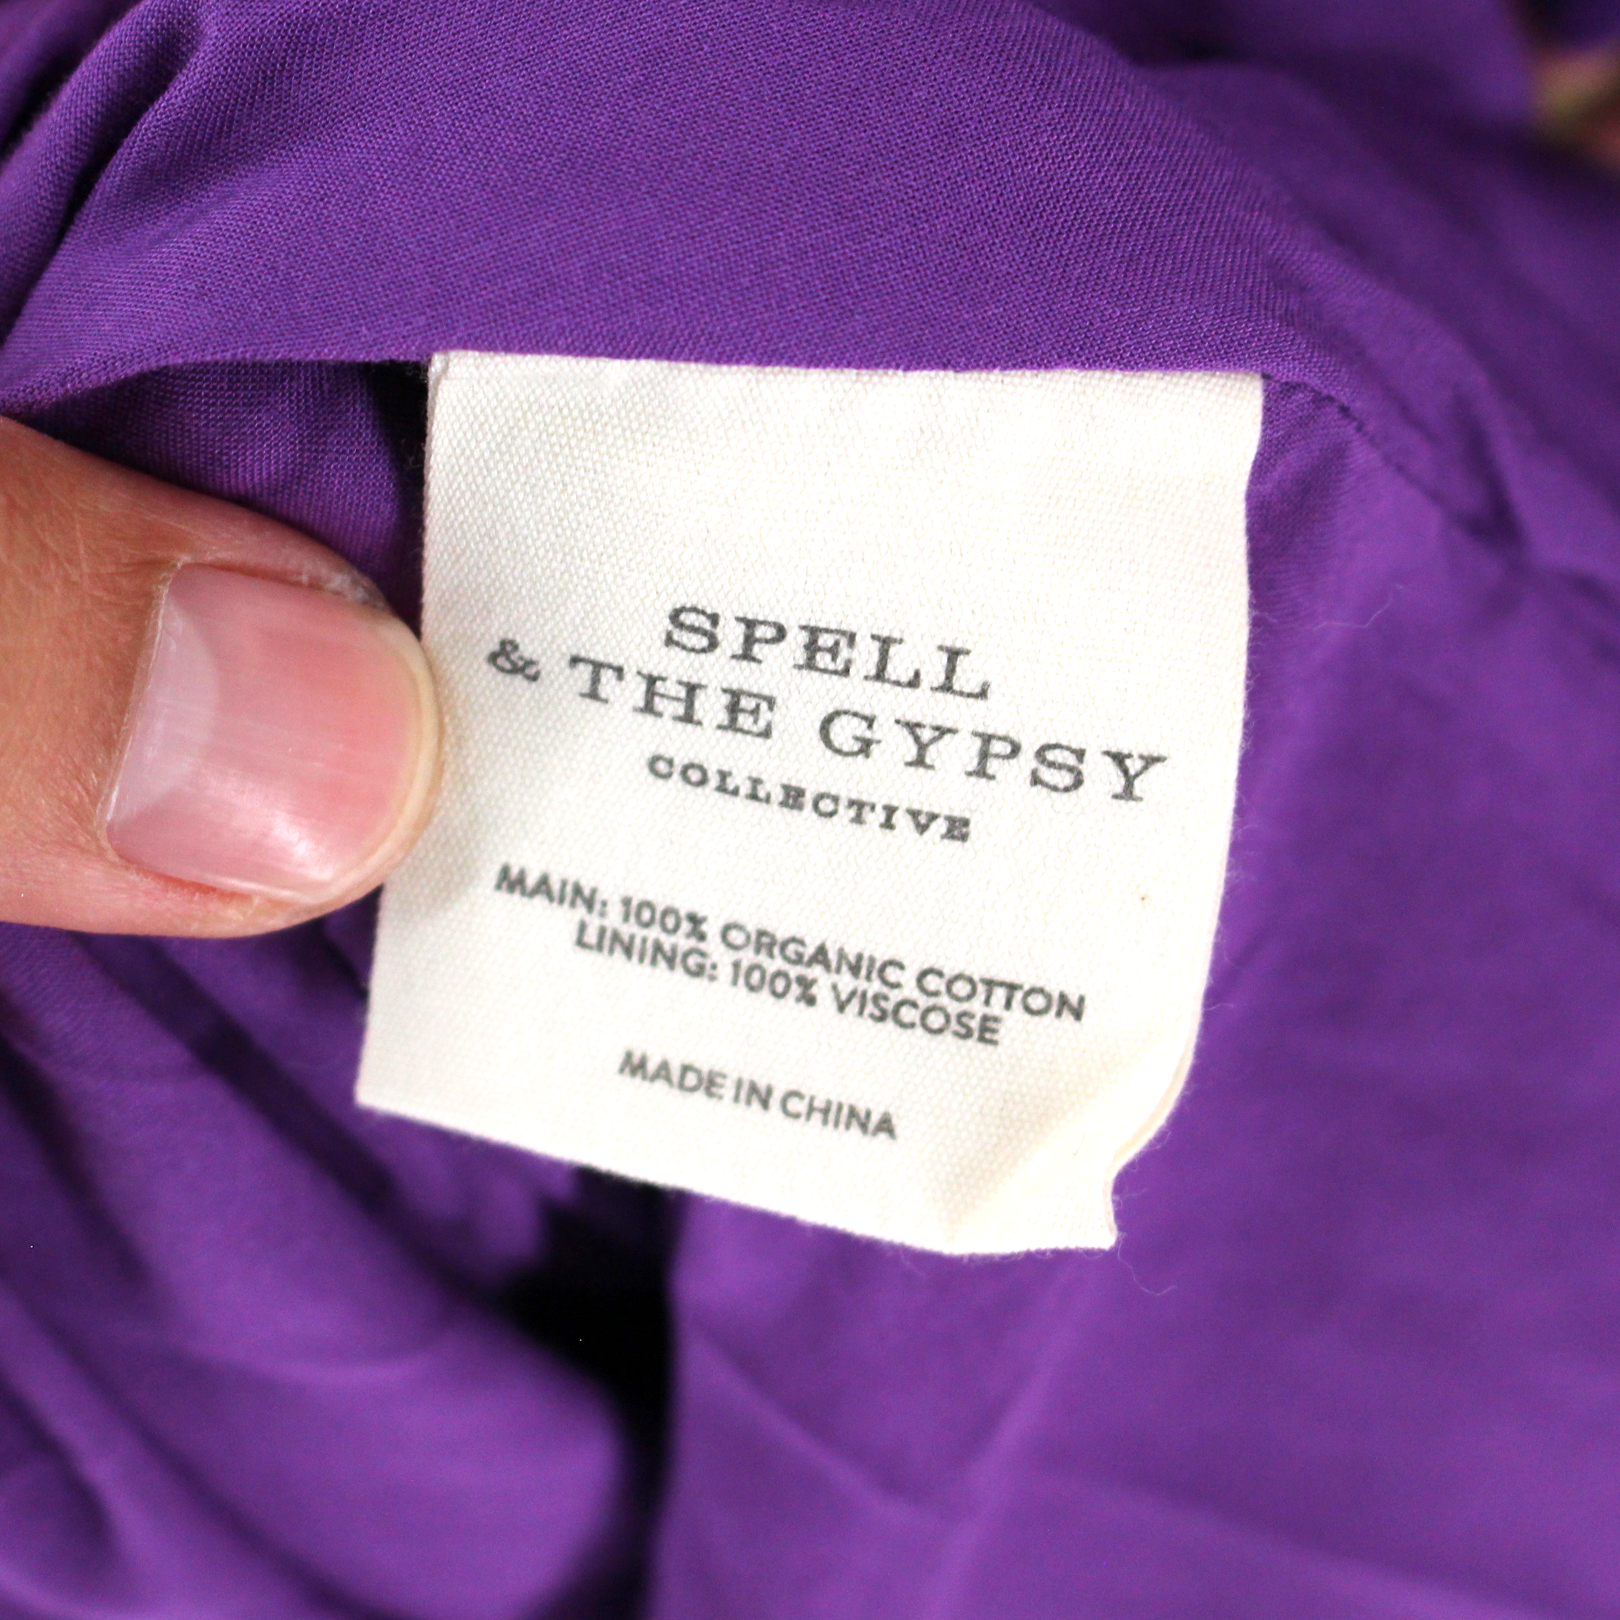 SPELL
& THE GYPSY
COLLECTIVE
MAIN: 100% ORGANIC COTTON
LINING: 100% VISCOSE
MADE IN CHINA